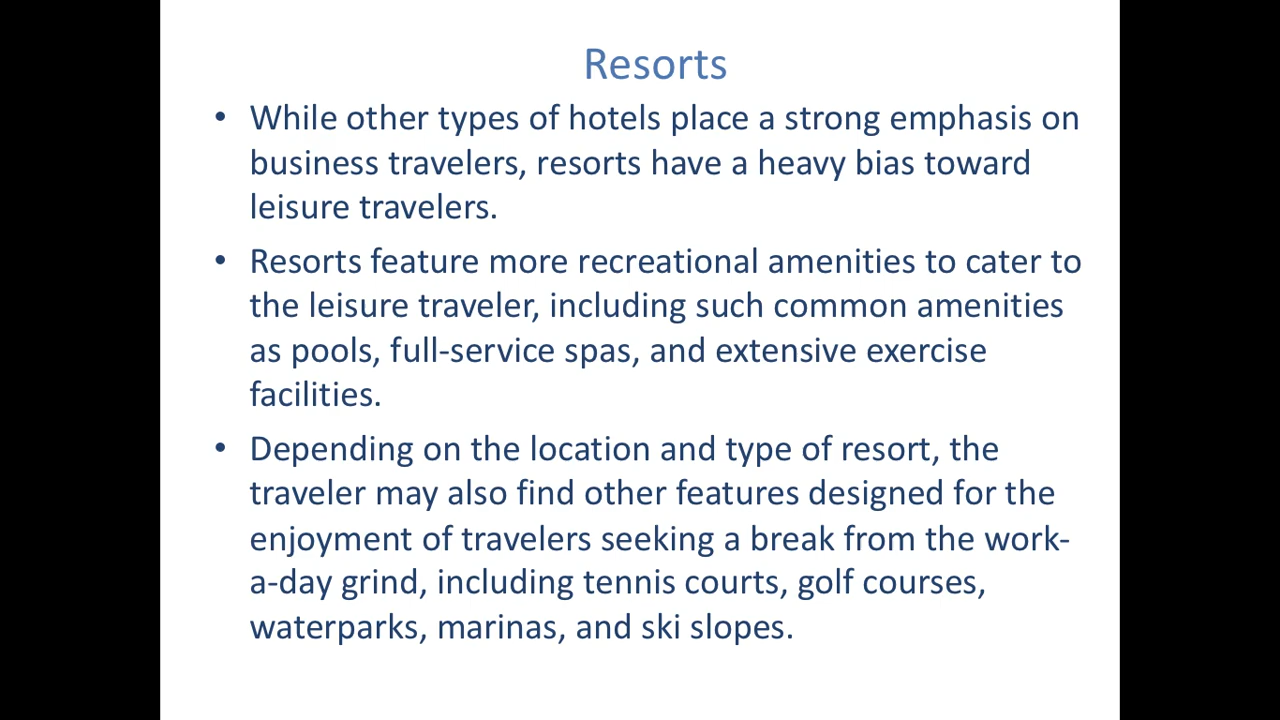 Resorts
• While other types of hotels place a strong emphasis on
business travelers, resorts have a heavy bias toward
leisure travelers.
• Resorts feature more recreational amenities to cater to
the leisure traveler, including such common amenities
as pools, full-service spas, and extensive exercise
facilities.
• Depending on the location and type of resort, the
traveler may also find other features designed for the
enjoyment of travelers seeking a break from the work-
a-day grind, including tennis courts, golf courses,
waterparks, marinas, and ski slopes.